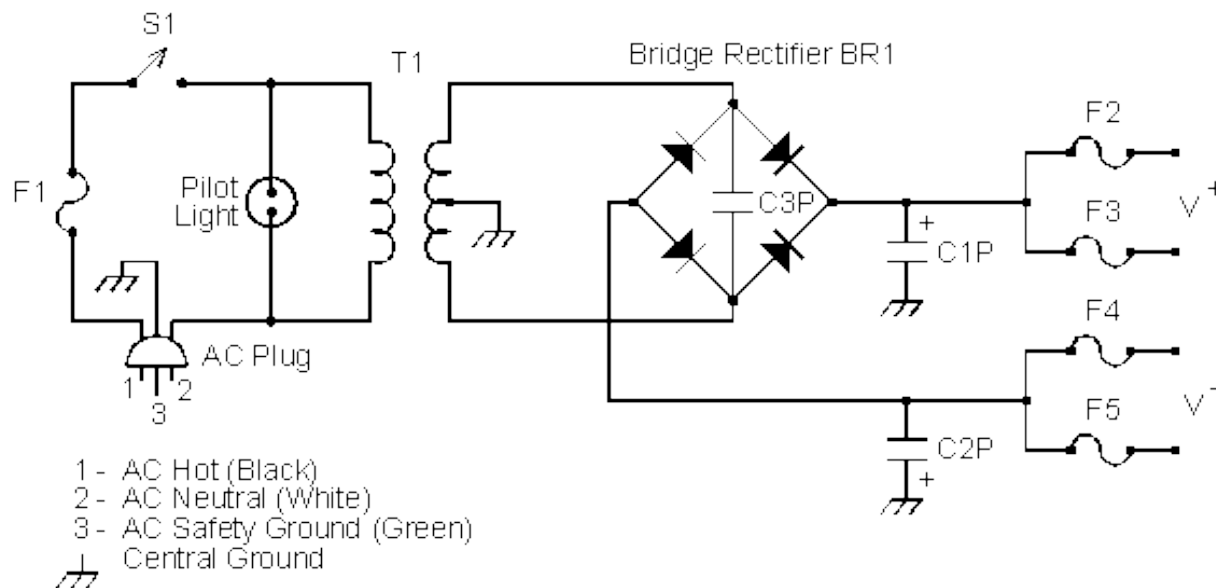 S1
T1
Bridge Rectifier BR1
F2
F1
Pilot
Light
C3P
V+
F3
+
C1P
F4
AC Plug
1
2
3
V-
F5
C2P
+
1 - AC Hot (Black)
2 - AC Neutral (White)
3 - AC Safety Ground (Green)
Central Ground